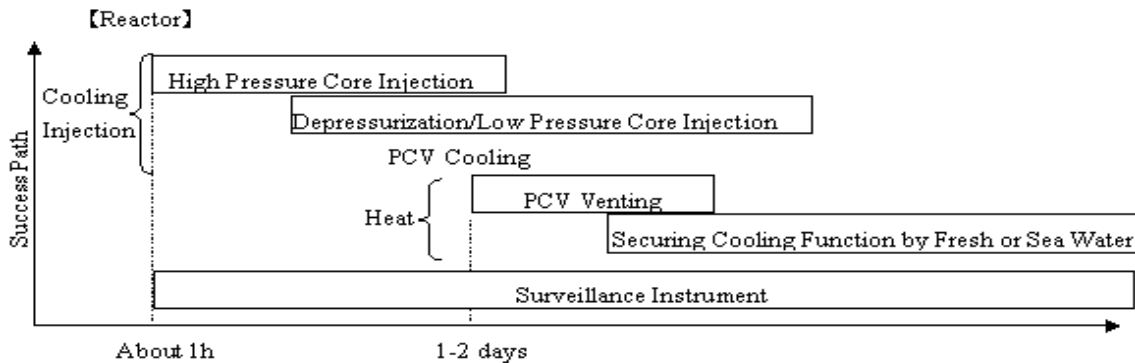 【Reactor】
Success Path
Cooling
Injection
High Pressure Core Injection
Depressurization/Low Pressure Core Injection
PCV Cooling
Heat
PCV Venting
Securing Cooling Function by Fresh or Sea Water
Surveillance Instrument
About 1h
1-2 days